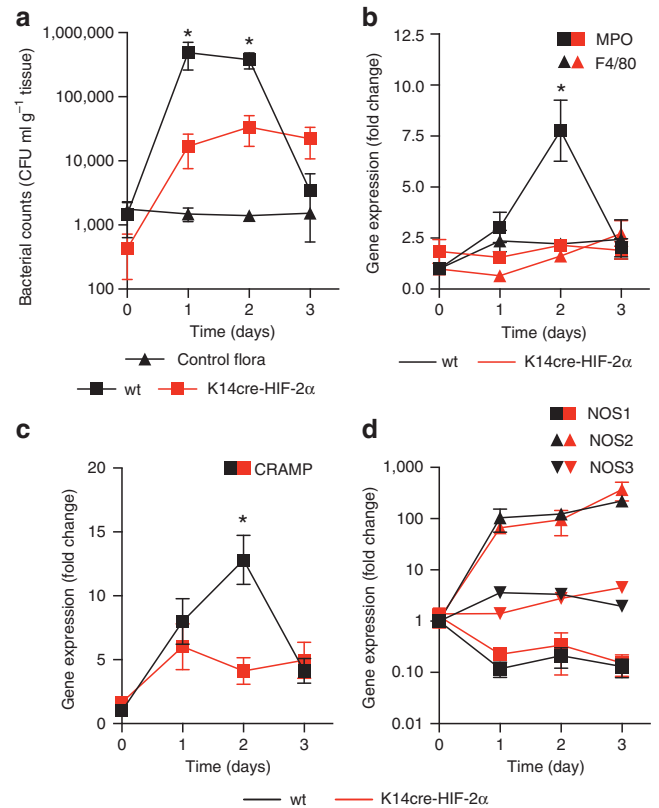 a
1,000,000
100,000
10,000
1,000
100
Bacterial counts (CFU ml g⁻¹ tissue)
* *
0 1 2 3
Time (days)
Control flora
wt K14cre-HIF-2α
b
12.5
10.0
7.5
5.0
2.5
0.0
Gene expression (fold change)
MPO
F4/80
*
0 1 2 3
Time (days)
wt K14cre-HIF-2α
c
20
15
10
5
0
Gene expression (fold change)
CRAMP
*
0 1 2 3
Time (days)
d
NOS1
NOS2
NOS3
1,000
100
10
1
0.10
0.01
Gene expression (fold change)
0 1 2 3
Time (days)
wt K14cre-HIF-2α